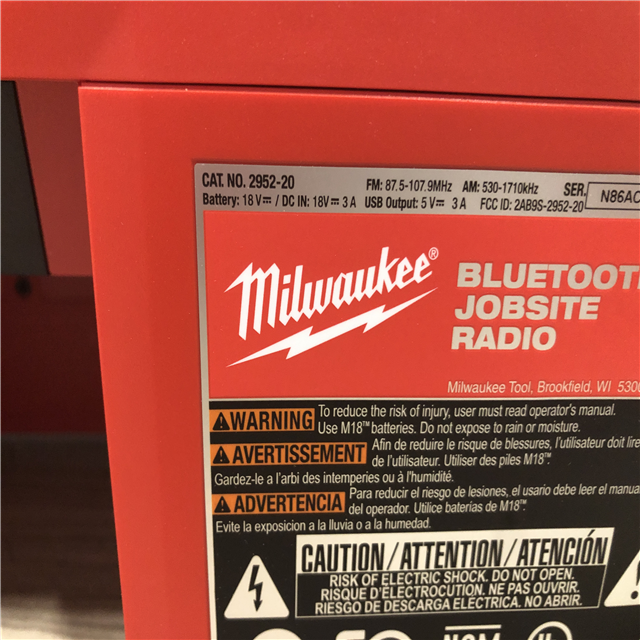 CAT. NO. 2952-20 FM: 87.5-107.9MHz AM: 530-1710kHz SER.
Battery: 18V⎓ / DC IN: 18V⎓ 3 A USB Output: 5 V⎓ 3 A FCC ID: 2AB9S-2952-20
N86AC
Milwaukee®
BLUETOOTH
JOBSITE
RADIO
Milwaukee Tool, Brookfield, WI 5300
WARNING To reduce the risk of injury, user must read operator's manual.
Use M18™ batteries. Do not expose to rain or moisture.
AVERTISSEMENT Afin de reduire le risque de blessures, l'utilisateur doit lire
de l'utilisateur. Utiliser des piles M18™.
Gardez-le a l'arbi des intemperies ou à l'humidité.
ADVERTENCIA Para reducir el riesgo de lesiones, el usario debe leer el manual
del operador. Utilice baterias de M18™.
Evite la exposicion a la lluvia o a la humedad.
CAUTION/ATTENTION/ATENCIÓN
RISK OF ELECTRIC SHOCK. DO NOT OPEN.
RISQUE D'ÉLECTROCUTION. NE PAS OUVRIR.
RIESGO DE DESCARGA ELECTRICA. NO ABRIR.